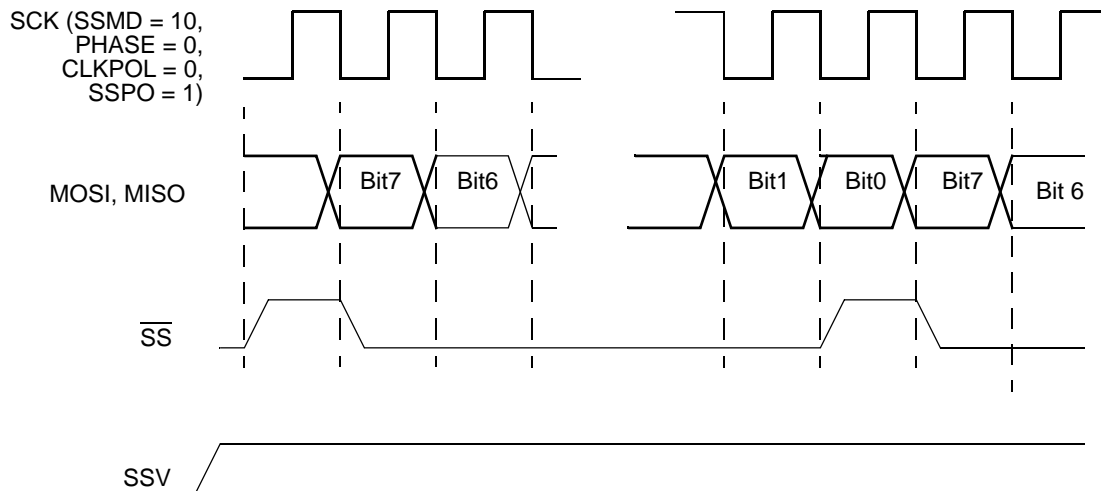 SCK (SSMD = 10,
PHASE = 0,
CLKPOL = 0,
SSPO = 1)
MOSI, MISO
Bit7
Bit6
Bit1
Bit0
Bit7
Bit 6
SS
SSV